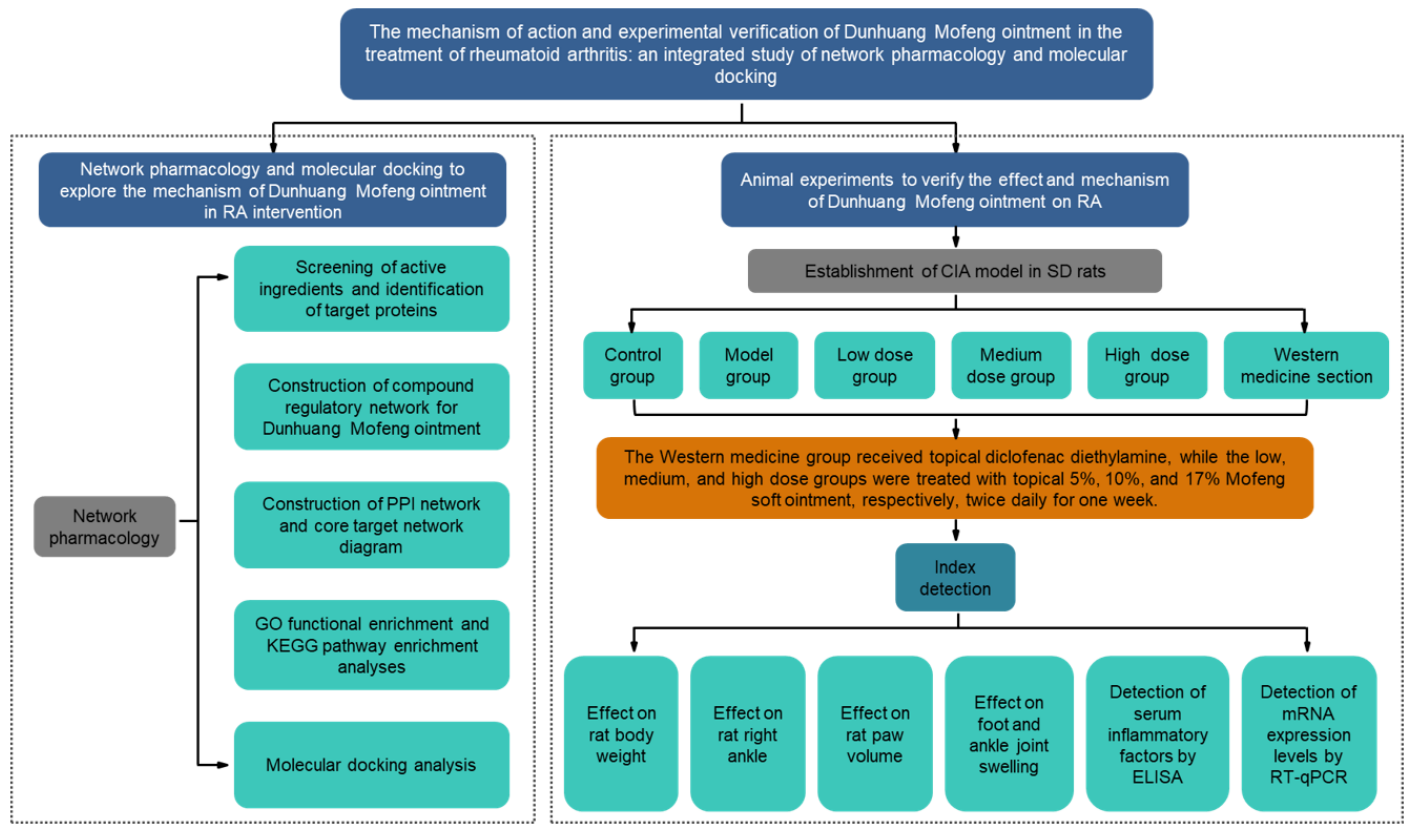 The mechanism of action and experimental verification of Dunhuang Mofeng ointment in the
treatment of rheumatoid arthritis: an integrated study of network pharmacology and molecular
docking
Network pharmacology and molecular docking to
explore the mechanism of Dunhuang Mofeng ointment
in RA intervention
Network
pharmacology
Screening of active
ingredients and identification
of target proteins
Construction of compound
regulatory network for
Dunhuang Mofeng ointment
Construction of PPI network
and core target network
diagram
GO functional enrichment and
KEGG pathway enrichment
analyses
Molecular docking analysis
Animal experiments to verify the effect and mechanism
of Dunhuang Mofeng ointment on RA
Establishment of CIA model in SD rats
Control
group
Model
group
Low dose
group
Medium
dose group
High dose
group
Western
medicine section
The Western medicine group received topical diclofenac diethylamine, while the low,
medium, and high dose groups were treated with topical 5%, 10%, and 17% Mofeng
soft ointment, respectively, twice daily for one week.
Index
detection
Effect on
rat body
weight
Effect on
rat right
ankle
Effect on
rat paw
volume
Effect on
foot and
ankle joint
swelling
Detection of
serum
inflammatory
factors by
ELISA
Detection of
mRNA
expression
levels by
RT-qPCR